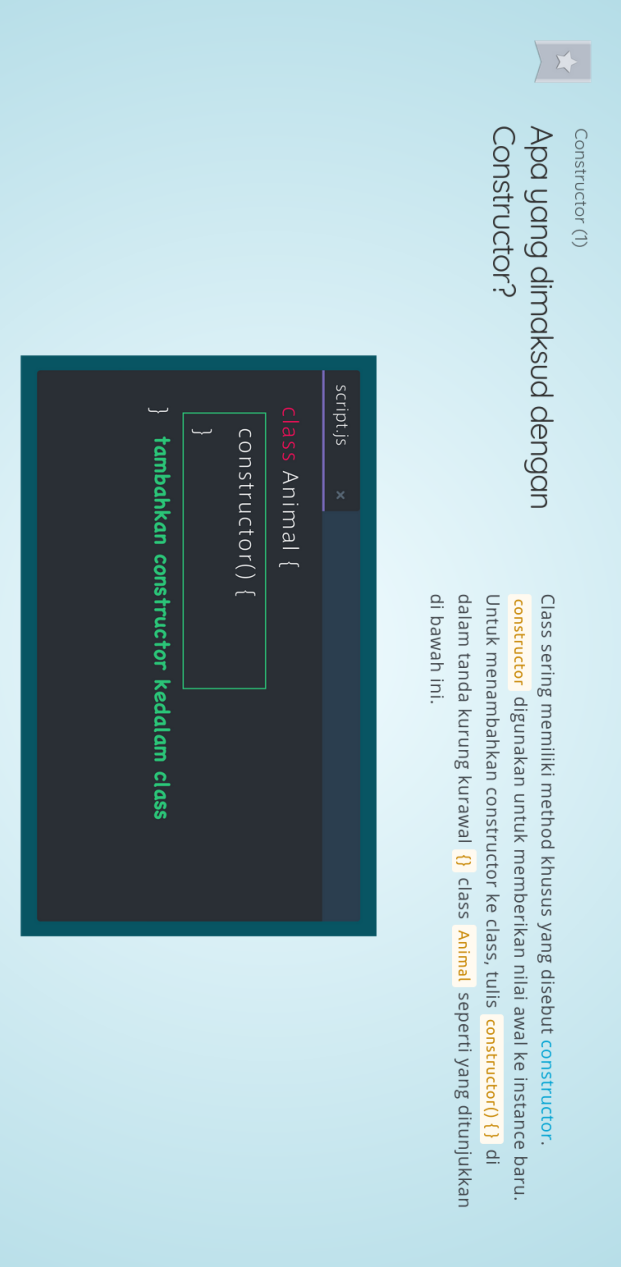 Constructor (1)
Apa yang dimaksud dengan
Constructor?
Class sering memiliki method khusus yang disebut constructor.
constructor digunakan untuk memberikan nilai awal ke instance baru.
Untuk menambahkan constructor ke class, tulis constructor() { } di
dalam tanda kurung kurawal {} class Animal seperti yang ditunjukkan
di bawah ini.
script.js ×
class Animal {
constructor() {
}
} tambahkan constructor kedalam class